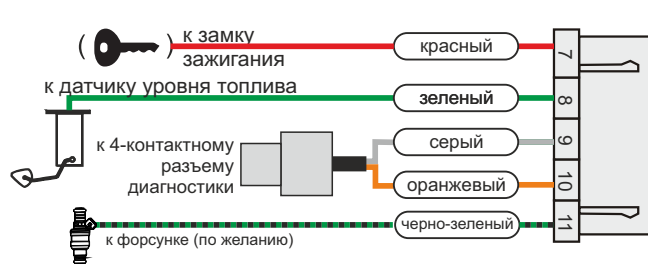 к замку
зажигания
красный
7
к датчику уровня топлива
зеленый
8
к 4-контактному
разъему
диагностики
серый
9
оранжевый
10
черно-зеленый
11
к форсунке (по желанию)